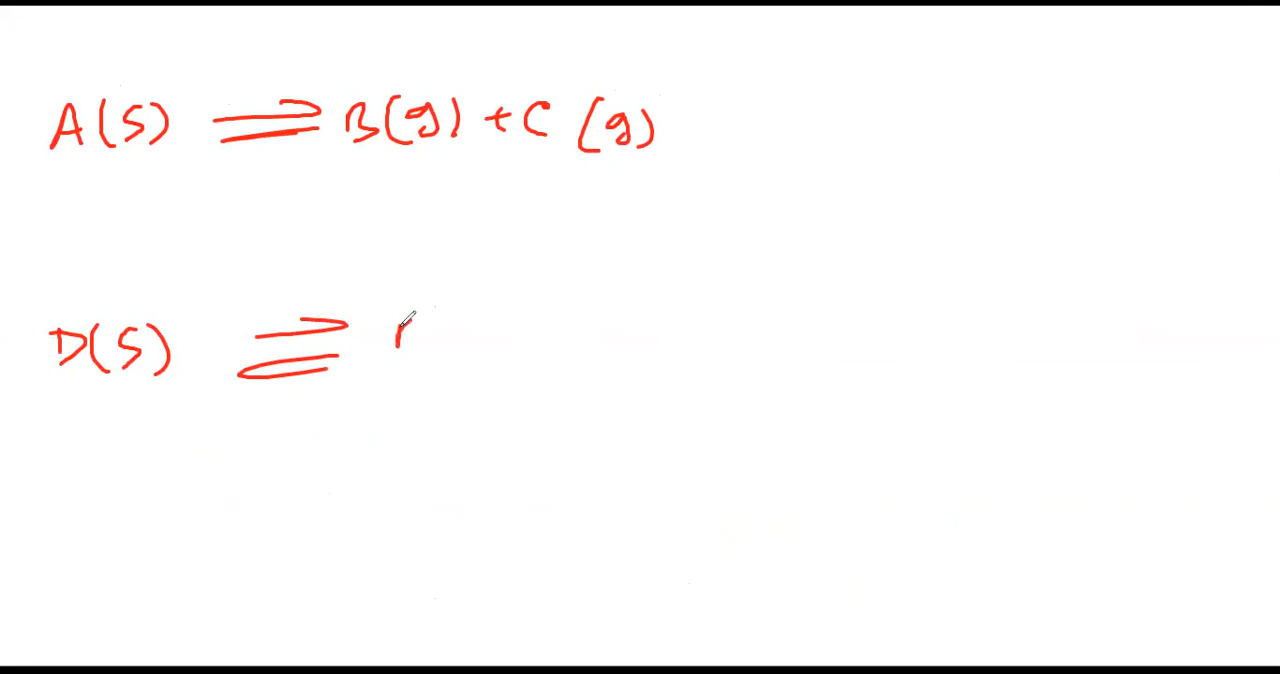 A(s) ⇌ B(g) + C(g)
D(s) ⇌